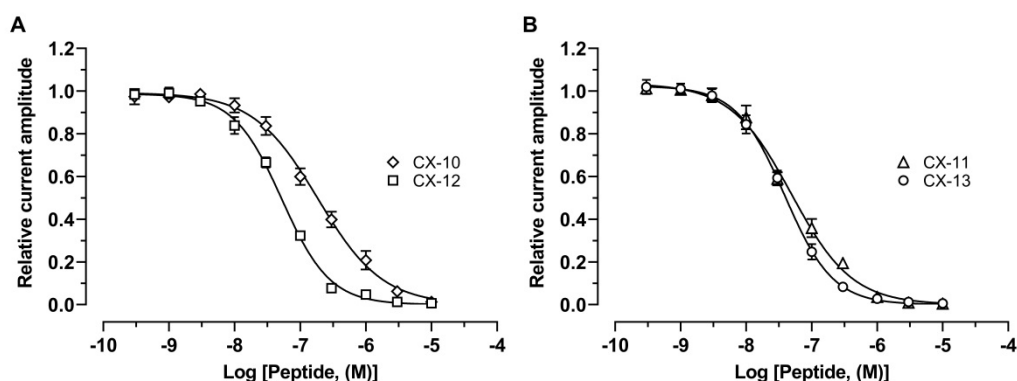 A
Relative current amplitude
1.2
1.0
0.8
0.6
0.4
0.2
0.0
CX-10
CX-12
-10 -9 -8 -7 -6 -5 -4
Log [Peptide, (M)]
B
Relative current amplitude
1.2
1.0
0.8
0.6
0.4
0.2
0.0
CX-11
CX-13
-10 -9 -8 -7 -6 -5 -4
Log [Peptide, (M)]